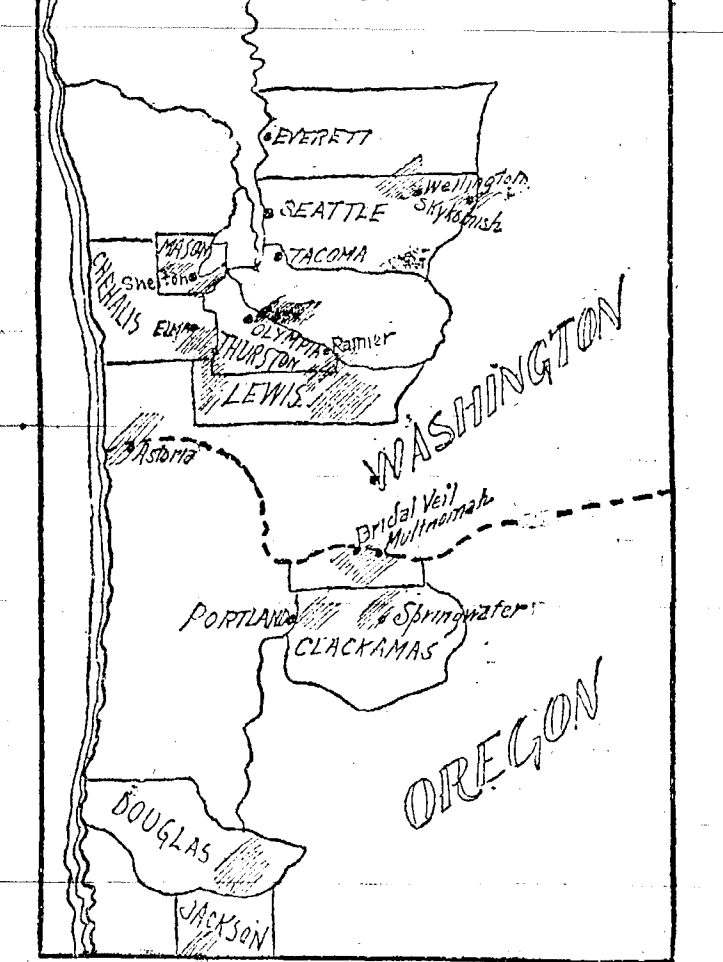 EVERETT
Wellington
Skykomish
SEATTLE
MASON
TACOMA
CHEHALIS
Shelton
ELMA
OLYMPIA
Rainier
THURSTON
LEWIS
WASHINGTON
Astoria
Bridal Veil
Multnomah
PORTLAND
Springwater
CLACKAMAS
OREGON
DOUGLAS
JACKSON